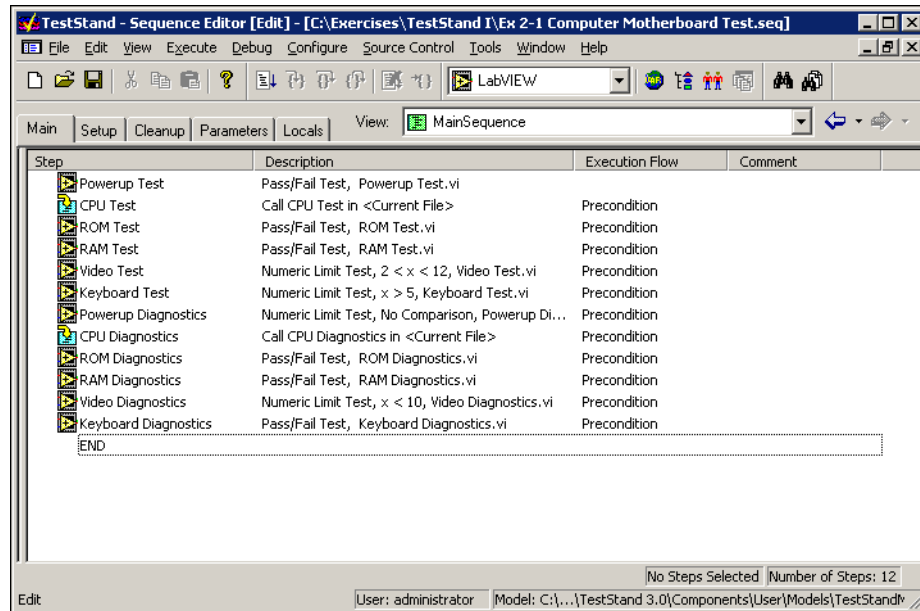 TestStand - Sequence Editor [Edit] - [C:\Exercises\TestStand I\Ex 2-1 Computer Motherboard Test.seq]
File Edit View Execute Debug Configure Source Control Tools Window Help
LabVIEW
Main Setup Cleanup Parameters Locals View: MainSequence
Step Description Execution Flow Comment
Powerup Test Pass/Fail Test, Powerup Test.vi
CPU Test Call CPU Test in <Current File> Precondition
ROM Test Pass/Fail Test, ROM Test.vi Precondition
RAM Test Pass/Fail Test, RAM Test.vi Precondition
Video Test Numeric Limit Test, 2 < x < 12, Video Test.vi Precondition
Keyboard Test Numeric Limit Test, x > 5, Keyboard Test.vi Precondition
Powerup Diagnostics Numeric Limit Test, No Comparison, Powerup Di... Precondition
CPU Diagnostics Call CPU Diagnostics in <Current File> Precondition
ROM Diagnostics Pass/Fail Test, ROM Diagnostics.vi Precondition
RAM Diagnostics Pass/Fail Test, RAM Diagnostics.vi Precondition
Video Diagnostics Numeric Limit Test, x < 10, Video Diagnostics.vi Precondition
Keyboard Diagnostics Pass/Fail Test, Keyboard Diagnostics.vi Precondition
END
No Steps Selected Number of Steps: 12
Edit User: administrator Model: C:\...\TestStand 3.0\Components\User\Models\TestStandM